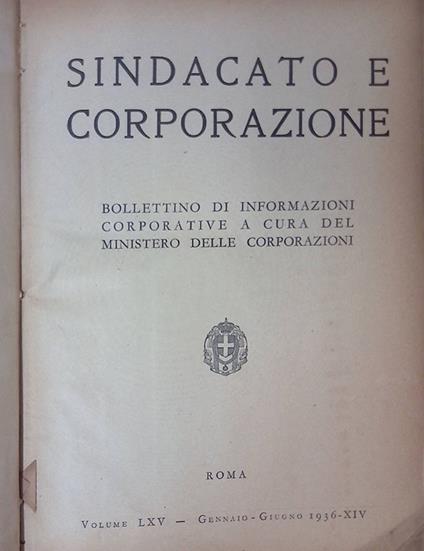 SINDACATO E
CORPORAZIONE
BOLLETTINO DI INFORMAZIONI
CORPORATIVE A CURA DEL
MINISTERO DELLE CORPORAZIONI
ROMA
VOLUME LXV — GENNAIO-GIUGNO 1936-XIV